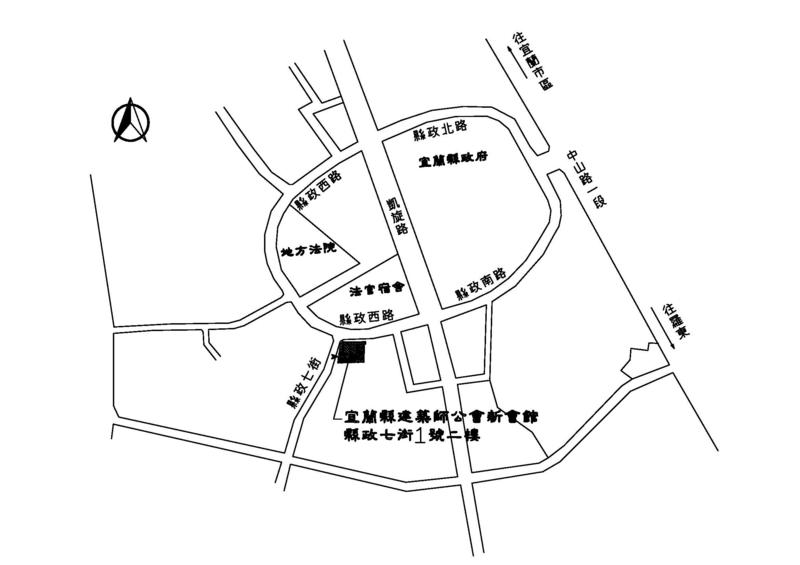 往宜蘭市區
縣政北路
宜蘭縣政府
中山路一段
縣政西路
凱旋路
地方法院
縣政南路
法官宿舍
縣政西路
往羅東
縣政七街
宜蘭縣建築師公會新會館
縣政七街1號二樓